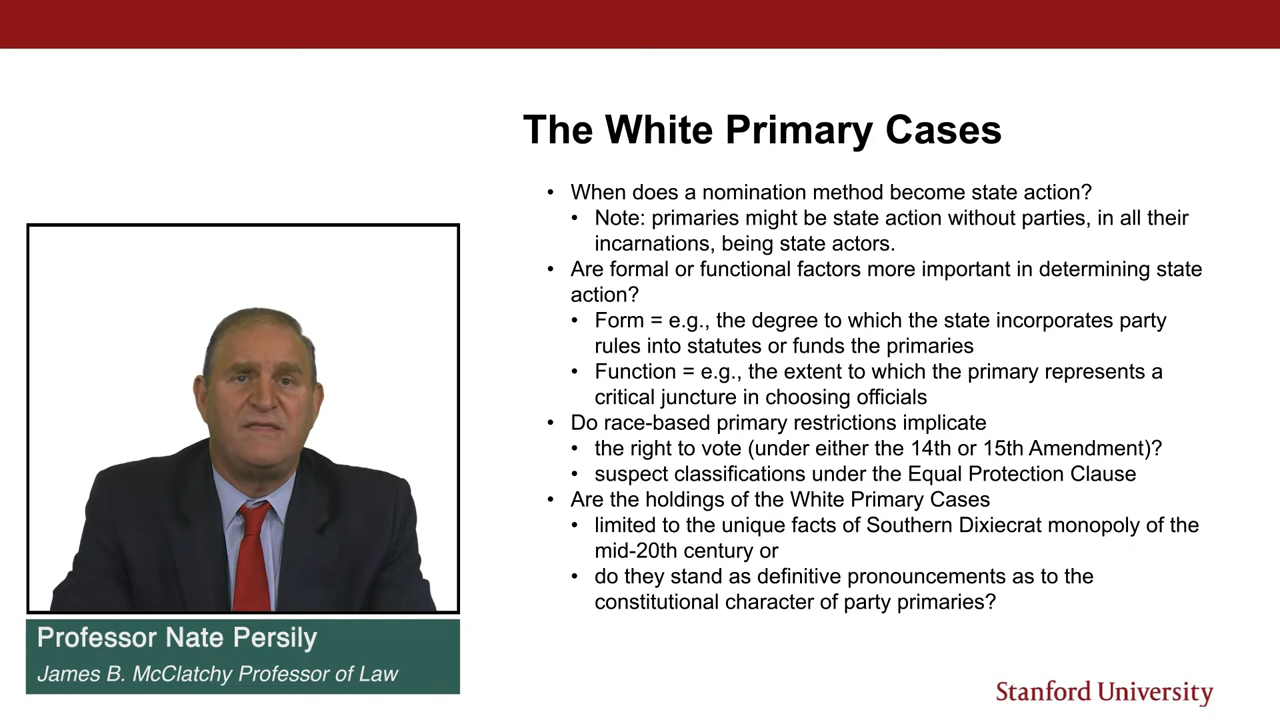 The White Primary Cases
• When does a nomination method become state action?
• Note: primaries might be state action without parties, in all their
incarnations, being state actors.
• Are formal or functional factors more important in determining state
action?
• Form = e.g., the degree to which the state incorporates party
rules into statutes or funds the primaries
• Function = e.g., the extent to which the primary represents a
critical juncture in choosing officials
• Do race-based primary restrictions implicate
• the right to vote (under either the 14th or 15th Amendment)?
• suspect classifications under the Equal Protection Clause
• Are the holdings of the White Primary Cases
• limited to the unique facts of Southern Dixiecrat monopoly of the
mid-20th century or
• do they stand as definitive pronouncements as to the
constitutional character of party primaries?
Professor Nate Persily
James B. McClatchy Professor of Law
Stanford University